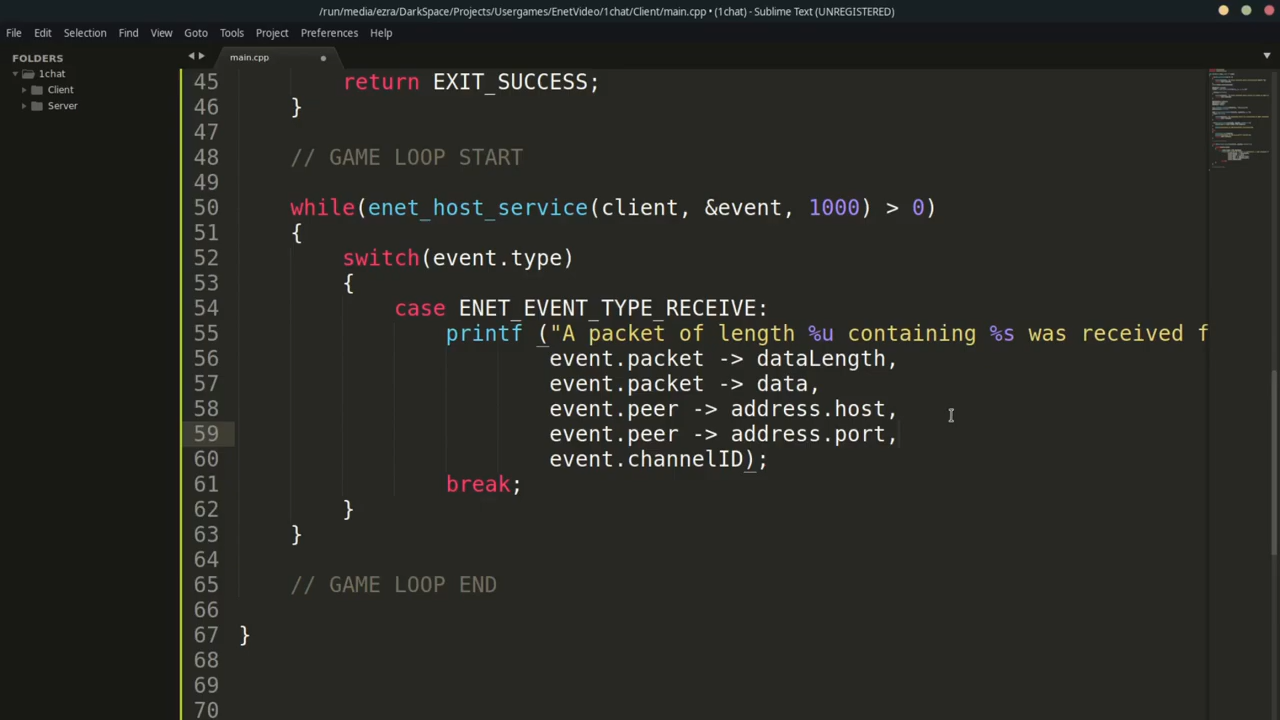 /run/media/ezra/DarkSpace/Projects/Usergames/EnetVideo/1chat/Client/main.cpp • (1chat) - Sublime Text (UNREGISTERED)
File Edit Selection Find View Goto Tools Project Preferences Help
FOLDERS
1chat
Client
Server
main.cpp
45 return EXIT_SUCCESS;
46 }
47
48 // GAME LOOP START
49
50 while(enet_host_service(client, &event, 1000) > 0)
51 {
52 switch(event.type)
53 {
54 case ENET_EVENT_TYPE_RECEIVE:
55 printf ("A packet of length %u containing %s was received f
56 event.packet -> dataLength,
57 event.packet -> data,
58 event.peer -> address.host,
59 event.peer -> address.port,
60 event.channelID);
61 break;
62 }
63 }
64
65 // GAME LOOP END
66
67 }
68
69
70